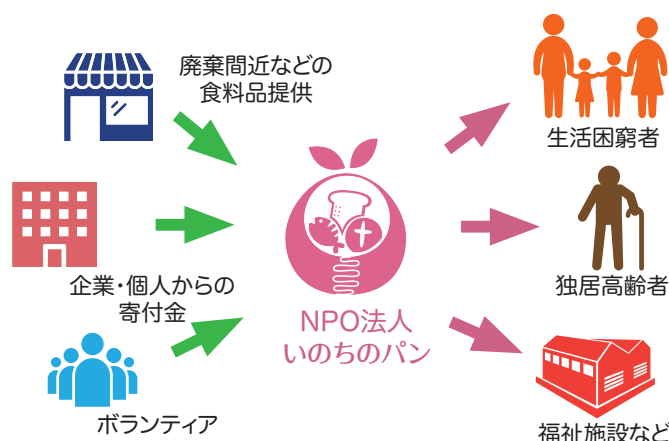 廃棄間近などの
食料品提供
企業・個人からの
寄付金
ボランティア
NPO法人
いのちのパン
生活困窮者
独居高齢者
福祉施設など